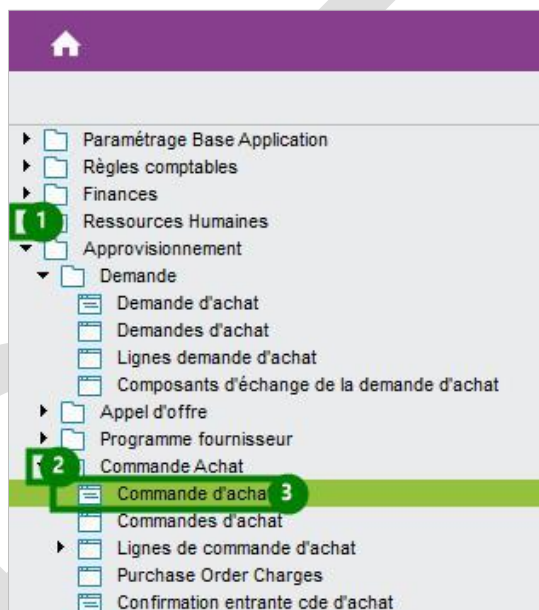 Paramétrage Base Application
Règles comptables
Finances
1 Ressources Humaines
Approvisionnement
Demande
Demande d'achat
Demandes d'achat
Lignes demande d'achat
Composants d'échange de la demande d'achat
Appel d'offre
Programme fournisseur
2 Commande Achat
Commande d'achat 3
Commandes d'achat
Lignes de commande d'achat
Purchase Order Charges
Confirmation entrante cde d'achat